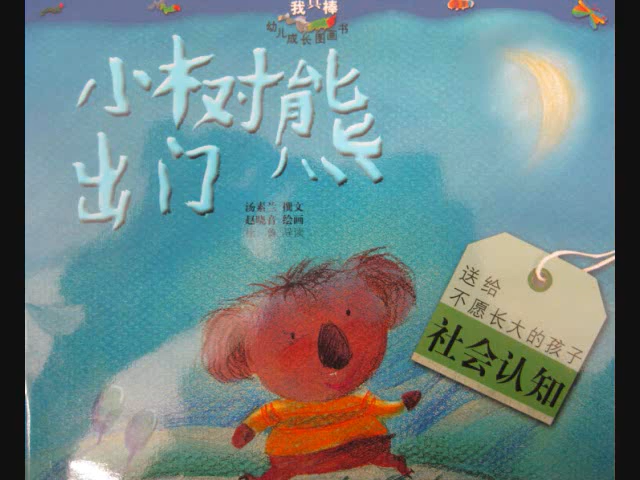 我真棒
幼儿成长图画书
小树熊
出门
汤素兰 撰文
赵晓音 绘画
导读
送给
不愿长大的孩子
社会认知